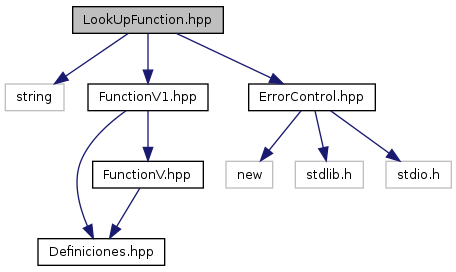 LookUpFunction.hpp
string
FunctionV1.hpp
ErrorControl.hpp
FunctionV.hpp
new
stdlib.h
stdio.h
Definiciones.hpp